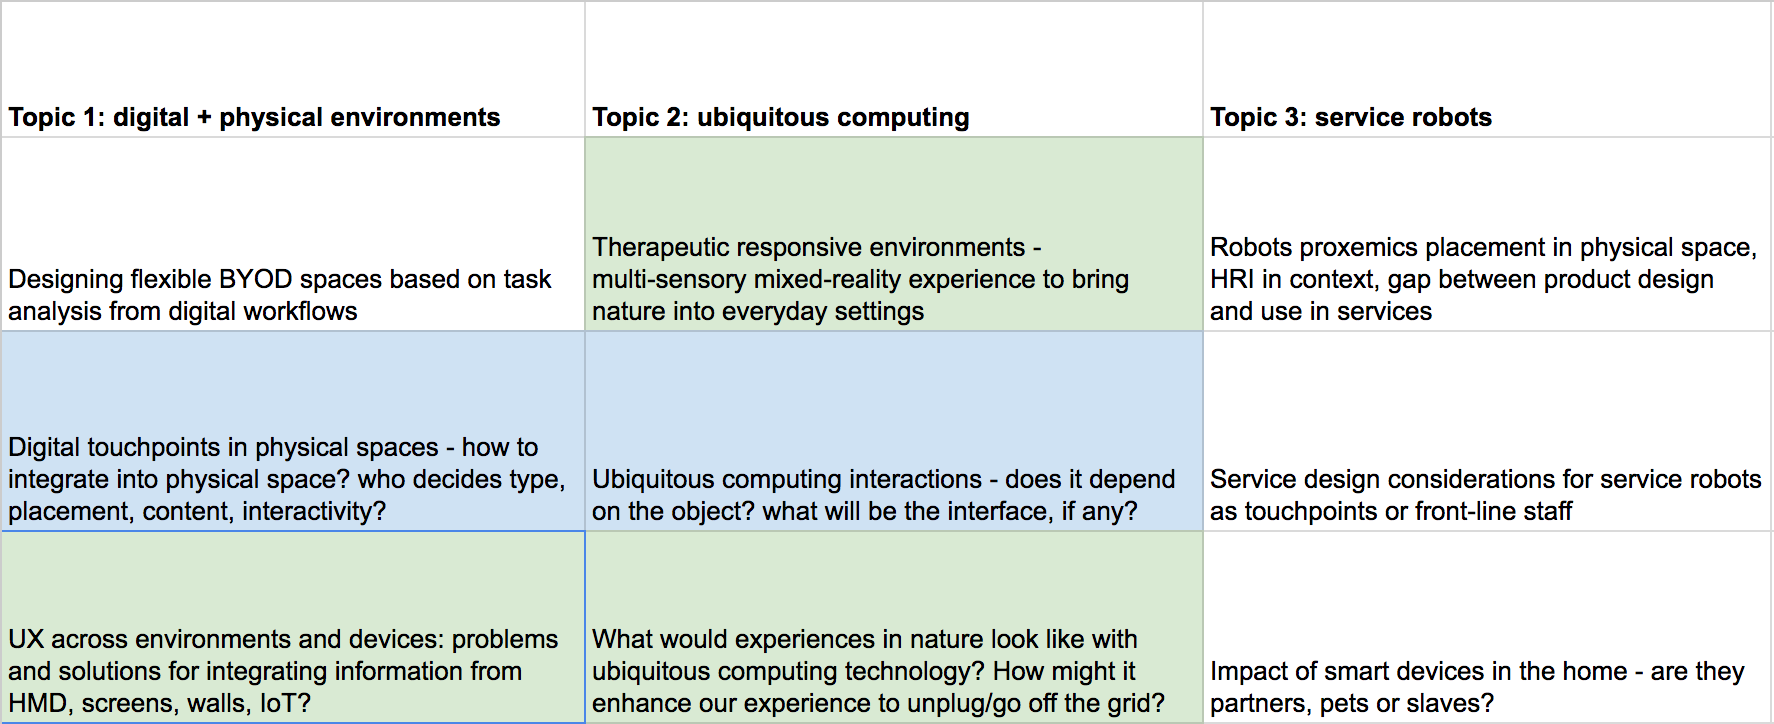 Topic 1: digital + physical environments
Topic 2: ubiquitous computing
Topic 3: service robots
Designing flexible BYOD spaces based on task
analysis from digital workflows
Therapeutic responsive environments -
multi-sensory mixed-reality experience to bring
nature into everyday settings
Robots proxemics placement in physical space,
HRI in context, gap between product design
and use in services
Digital touchpoints in physical spaces - how to
integrate into physical space? who decides type,
placement, content, interactivity?
Ubiquitous computing interactions - does it depend
on the object? what will be the interface, if any?
Service design considerations for service robots
as touchpoints or front-line staff
UX across environments and devices: problems
and solutions for integrating information from
HMD, screens, walls, IoT?
What would experiences in nature look like with
ubiquitous computing technology? How might it
enhance our experience to unplug/go off the grid?
Impact of smart devices in the home - are they
partners, pets or slaves?